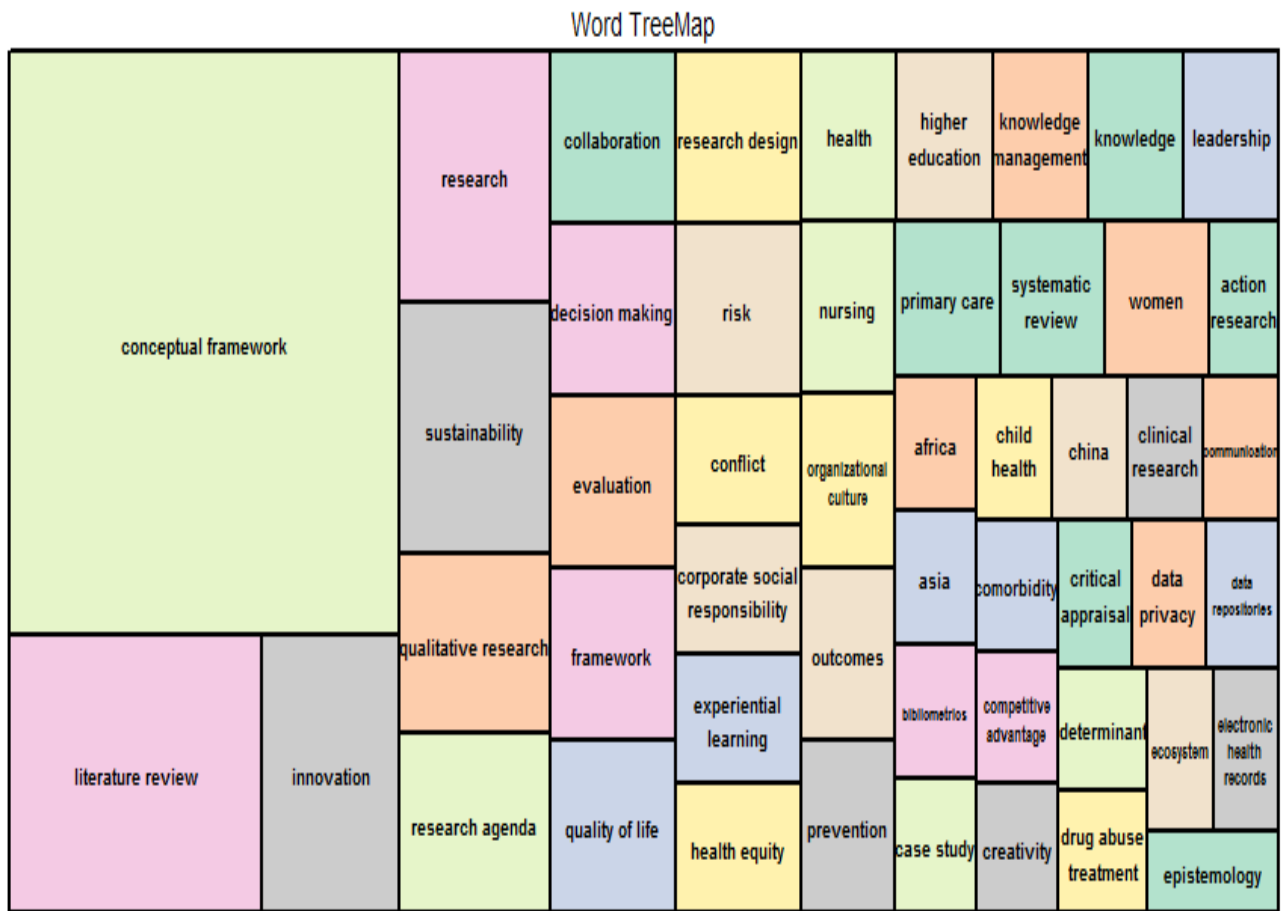 Word TreeMap
conceptual framework
literature review
innovation
research
sustainability
qualitative research
research agenda
collaboration
decision making
evaluation
framework
quality of life
research design
risk
conflict
corporate social
responsibility
experiential
learning
health equity
health
nursing
organizational
culture
outcomes
prevention
higher
education
knowledge
management
knowledge
leadership
primary care
systematic
review
women
action
research
africa
child
health
china
clinical
research
communication
asia
comorbidity
critical
appraisal
data
privacy
data
repositories
bibliometrics
competitive
advantage
determinant
ecosystem
electronic
health
records
case study
creativity
drug abuse
treatment
epistemology